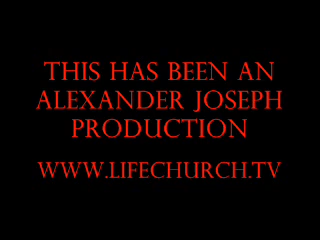 THIS HAS BEEN AN
ALEXANDER JOSEPH
PRODUCTION
WWW.LIFECHURCH.TV